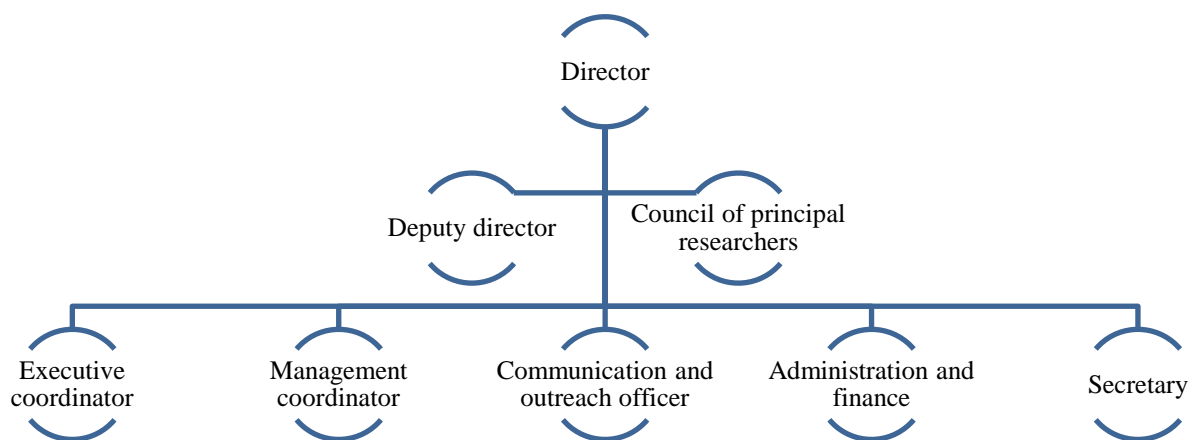 Director
Deputy director
Council of principal
researchers
Executive
coordinator
Management
coordinator
Communication and
outreach officer
Administration and
finance
Secretary